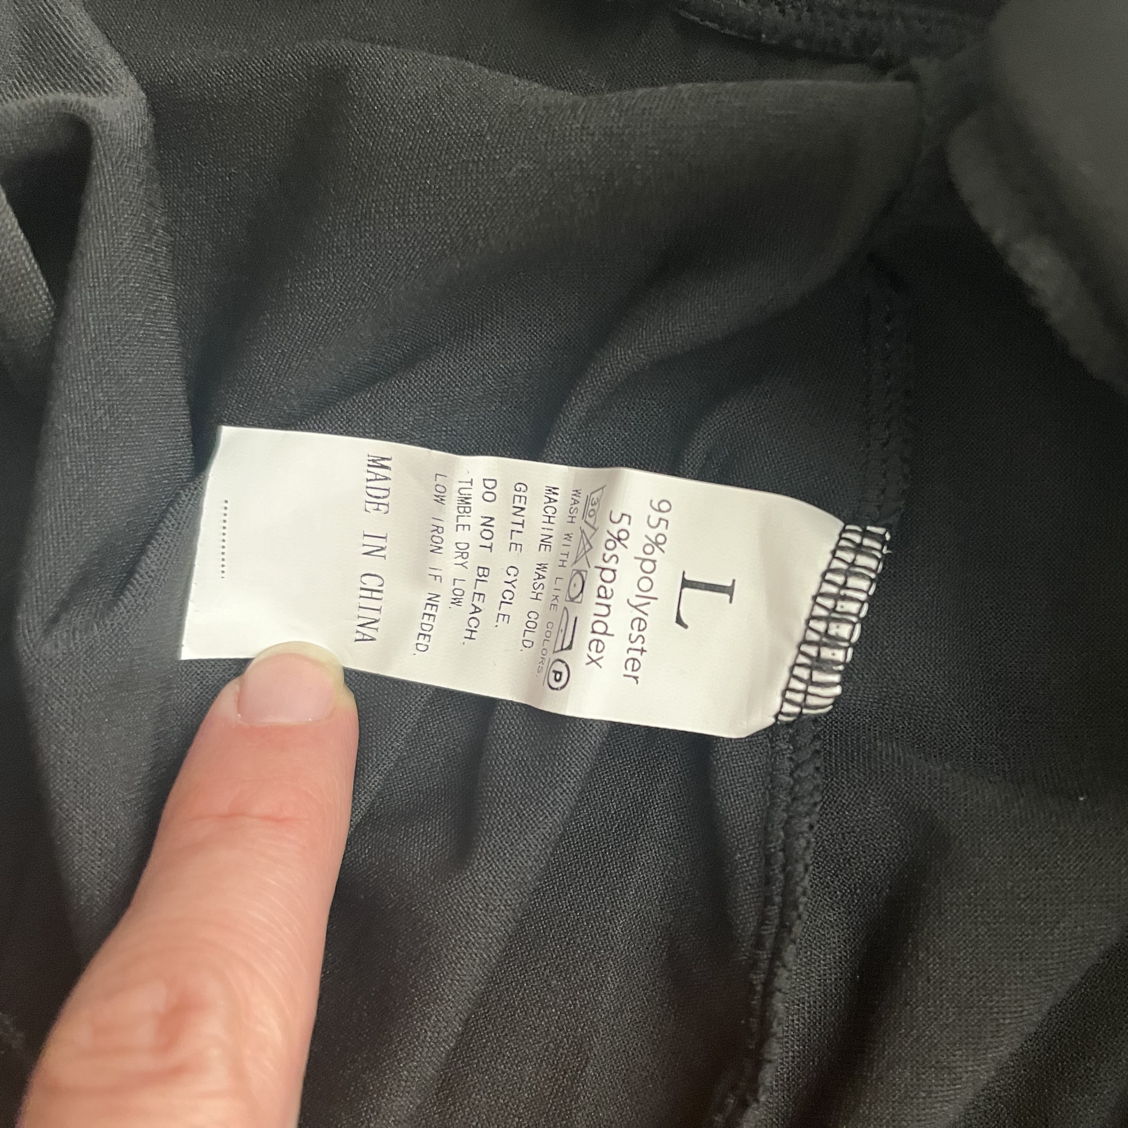 L
95%polyester
5%spandex
30 P
WASH WITH LIKE COLORS
MACHINE WASH COLD.
GENTLE CYCLE.
DO NOT BLEACH.
TUMBLE DRY LOW.
LOW IRON IF NEEDED.
MADE IN CHINA